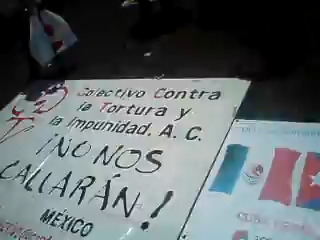 Colectivo Contra
la Tortura y
la Impunidad, A. C.
¡NO NOS
CALLARÁN!
MÉXICO